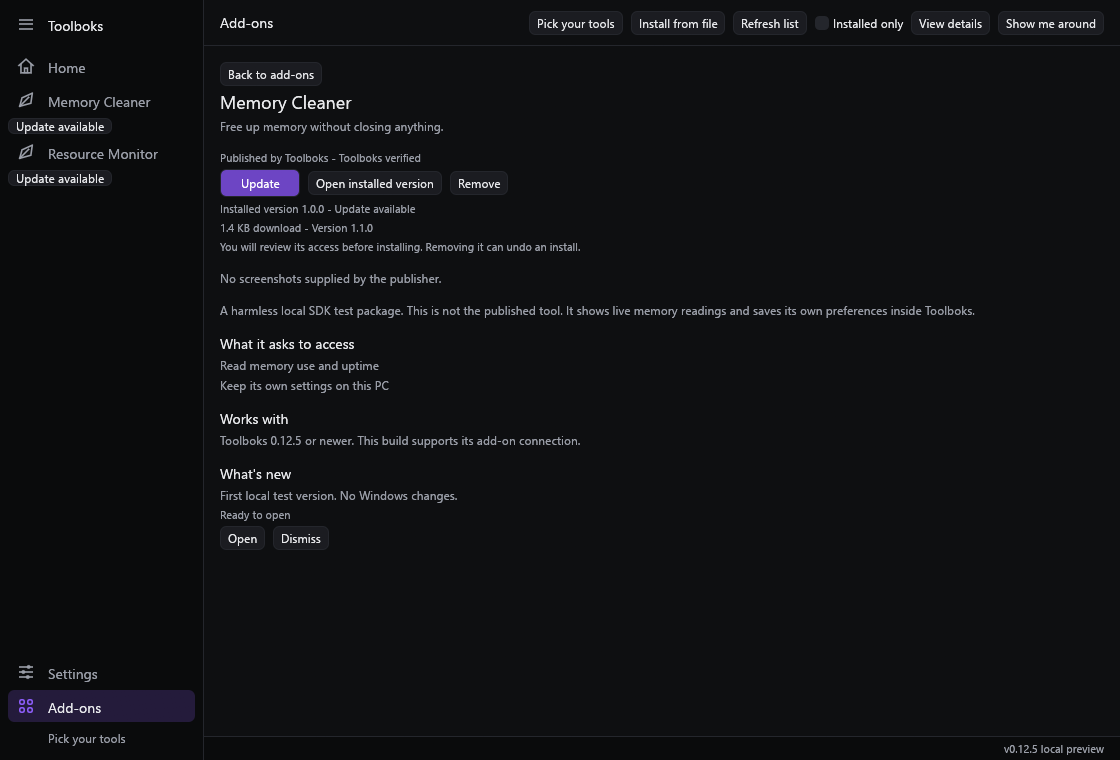 Toolboks
Home
Memory Cleaner
Update available
Resource Monitor
Update available
Settings
Add-ons
Pick your tools
Add-ons
Pick your tools
Install from file
Refresh list
Installed only
View details
Show me around
Back to add-ons
Memory Cleaner
Free up memory without closing anything.
Published by Toolboks - Toolboks verified
Update
Open installed version
Remove
Installed version 1.0.0 - Update available
1.4 KB download - Version 1.1.0
You will review its access before installing. Removing it can undo an install.
No screenshots supplied by the publisher.
A harmless local SDK test package. This is not the published tool. It shows live memory readings and saves its own preferences inside Toolboks.
What it asks to access
Read memory use and uptime
Keep its own settings on this PC
Works with
Toolboks 0.12.5 or newer. This build supports its add-on connection.
What's new
First local test version. No Windows changes.
Ready to open
Open
Dismiss
v0.12.5 local preview